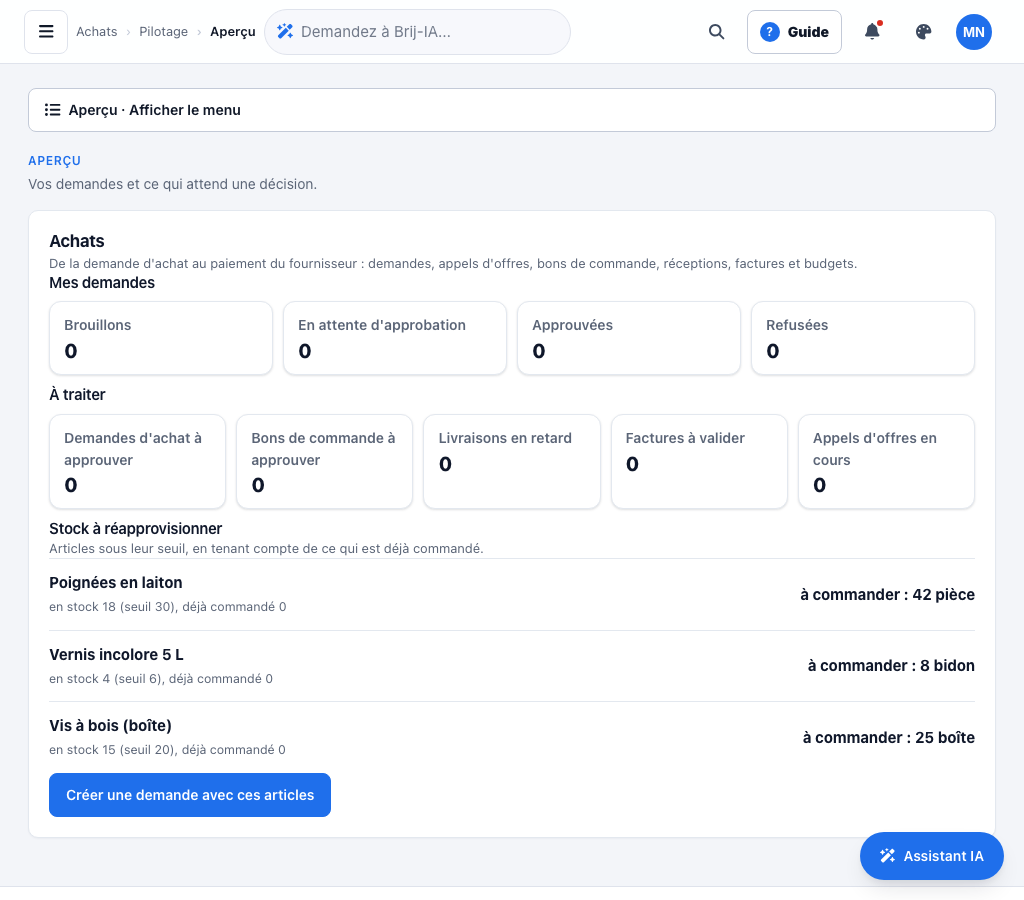 Achats › Pilotage › Aperçu
Demandez à Brij-IA...
? Guide
MN
Aperçu · Afficher le menu
APERÇU
Vos demandes et ce qui attend une décision.
Achats
De la demande d'achat au paiement du fournisseur : demandes, appels d'offres, bons de commande, réceptions, factures et budgets.
Mes demandes
Brouillons
0
En attente d'approbation
0
Approuvées
0
Refusées
0
À traiter
Demandes d'achat à
approuver
0
Bons de commande à
approuver
0
Livraisons en retard
0
Factures à valider
0
Appels d'offres en
cours
0
Stock à réapprovisionner
Articles sous leur seuil, en tenant compte de ce qui est déjà commandé.
Poignées en laiton
en stock 18 (seuil 30), déjà commandé 0
à commander : 42 pièce
Vernis incolore 5 L
en stock 4 (seuil 6), déjà commandé 0
à commander : 8 bidon
Vis à bois (boîte)
en stock 15 (seuil 20), déjà commandé 0
à commander : 25 boîte
Créer une demande avec ces articles
Assistant IA